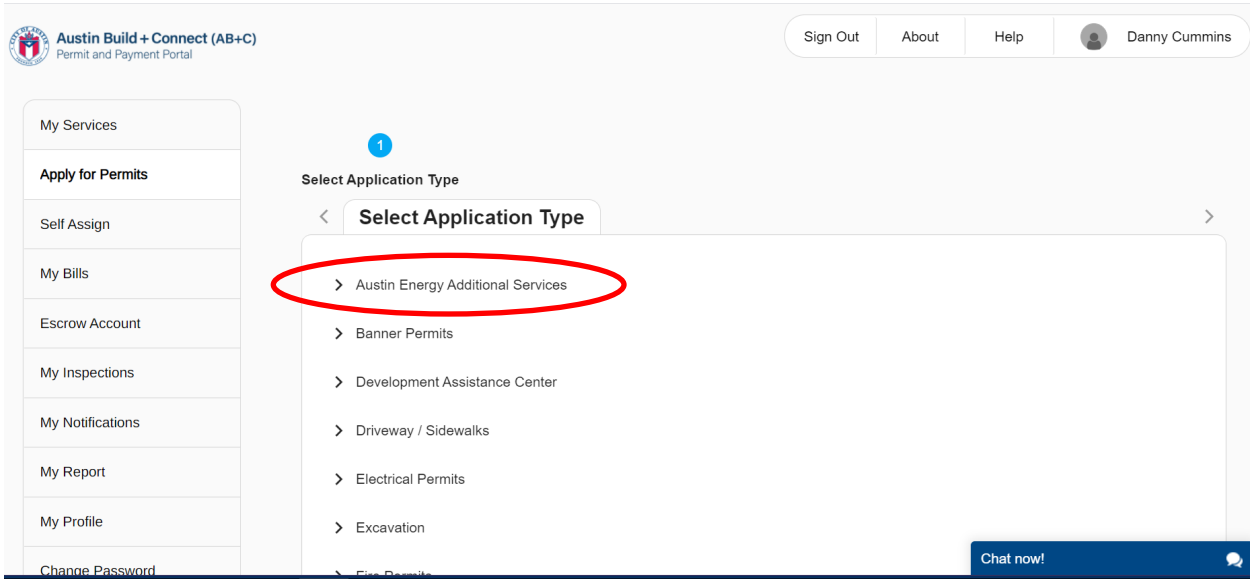 Austin Build + Connect (AB+C)
Permit and Payment Portal
Sign Out
About
Help
Danny Cummins
My Services
Apply for Permits
Self Assign
My Bills
Escrow Account
My Inspections
My Notifications
My Report
My Profile
Change Password
1
Select Application Type
Select Application Type
Austin Energy Additional Services
Banner Permits
Development Assistance Center
Driveway / Sidewalks
Electrical Permits
Excavation
Fire Permits
Chat now!